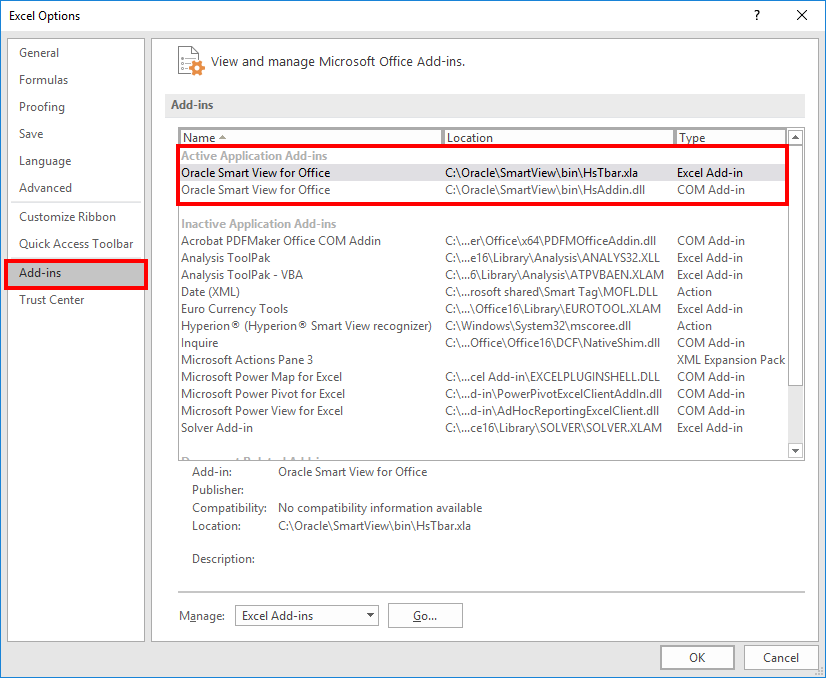 Excel Options ?
General
Formulas
Proofing
Save
Language
Advanced
Customize Ribbon
Quick Access Toolbar
Add-ins
Trust Center
View and manage Microsoft Office Add-ins.
Add-ins
Name Location Type
Active Application Add-ins
Oracle Smart View for Office C:\Oracle\SmartView\bin\HsTbar.xla Excel Add-in
Oracle Smart View for Office C:\Oracle\SmartView\bin\HsAddin.dll COM Add-in
Inactive Application Add-ins
Acrobat PDFMaker Office COM Addin C:\...er\Office\x64\PDFMOfficeAddin.dll COM Add-in
Analysis ToolPak C:\...e16\Library\Analysis\ANALYS32.XLL Excel Add-in
Analysis ToolPak - VBA C:\...6\Library\Analysis\ATPVBAEN.XLAM Excel Add-in
Date (XML) C:\...rosoft shared\Smart Tag\MOFL.DLL Action
Euro Currency Tools C:\...\Office16\Library\EUROTOOL.XLAM Excel Add-in
Hyperion® (Hyperion® Smart View recognizer) C:\Windows\System32\mscoree.dll Action
Inquire C:\...Office\Office16\DCF\NativeShim.dll COM Add-in
Microsoft Actions Pane 3 XML Expansion Pack
Microsoft Power Map for Excel C:\...cel Add-in\EXCELPLUGINSHELL.DLL COM Add-in
Microsoft Power Pivot for Excel C:\...d-in\PowerPivotExcelClientAddIn.dll COM Add-in
Microsoft Power View for Excel C:\...d-in\AdHocReportingExcelClient.dll COM Add-in
Solver Add-in C:\...ce16\Library\SOLVER\SOLVER.XLAM Excel Add-in
Add-in: Oracle Smart View for Office
Publisher:
Compatibility: No compatibility information available
Location: C:\Oracle\SmartView\bin\HsTbar.xla
Description:
Manage: Excel Add-ins Go...
OK Cancel